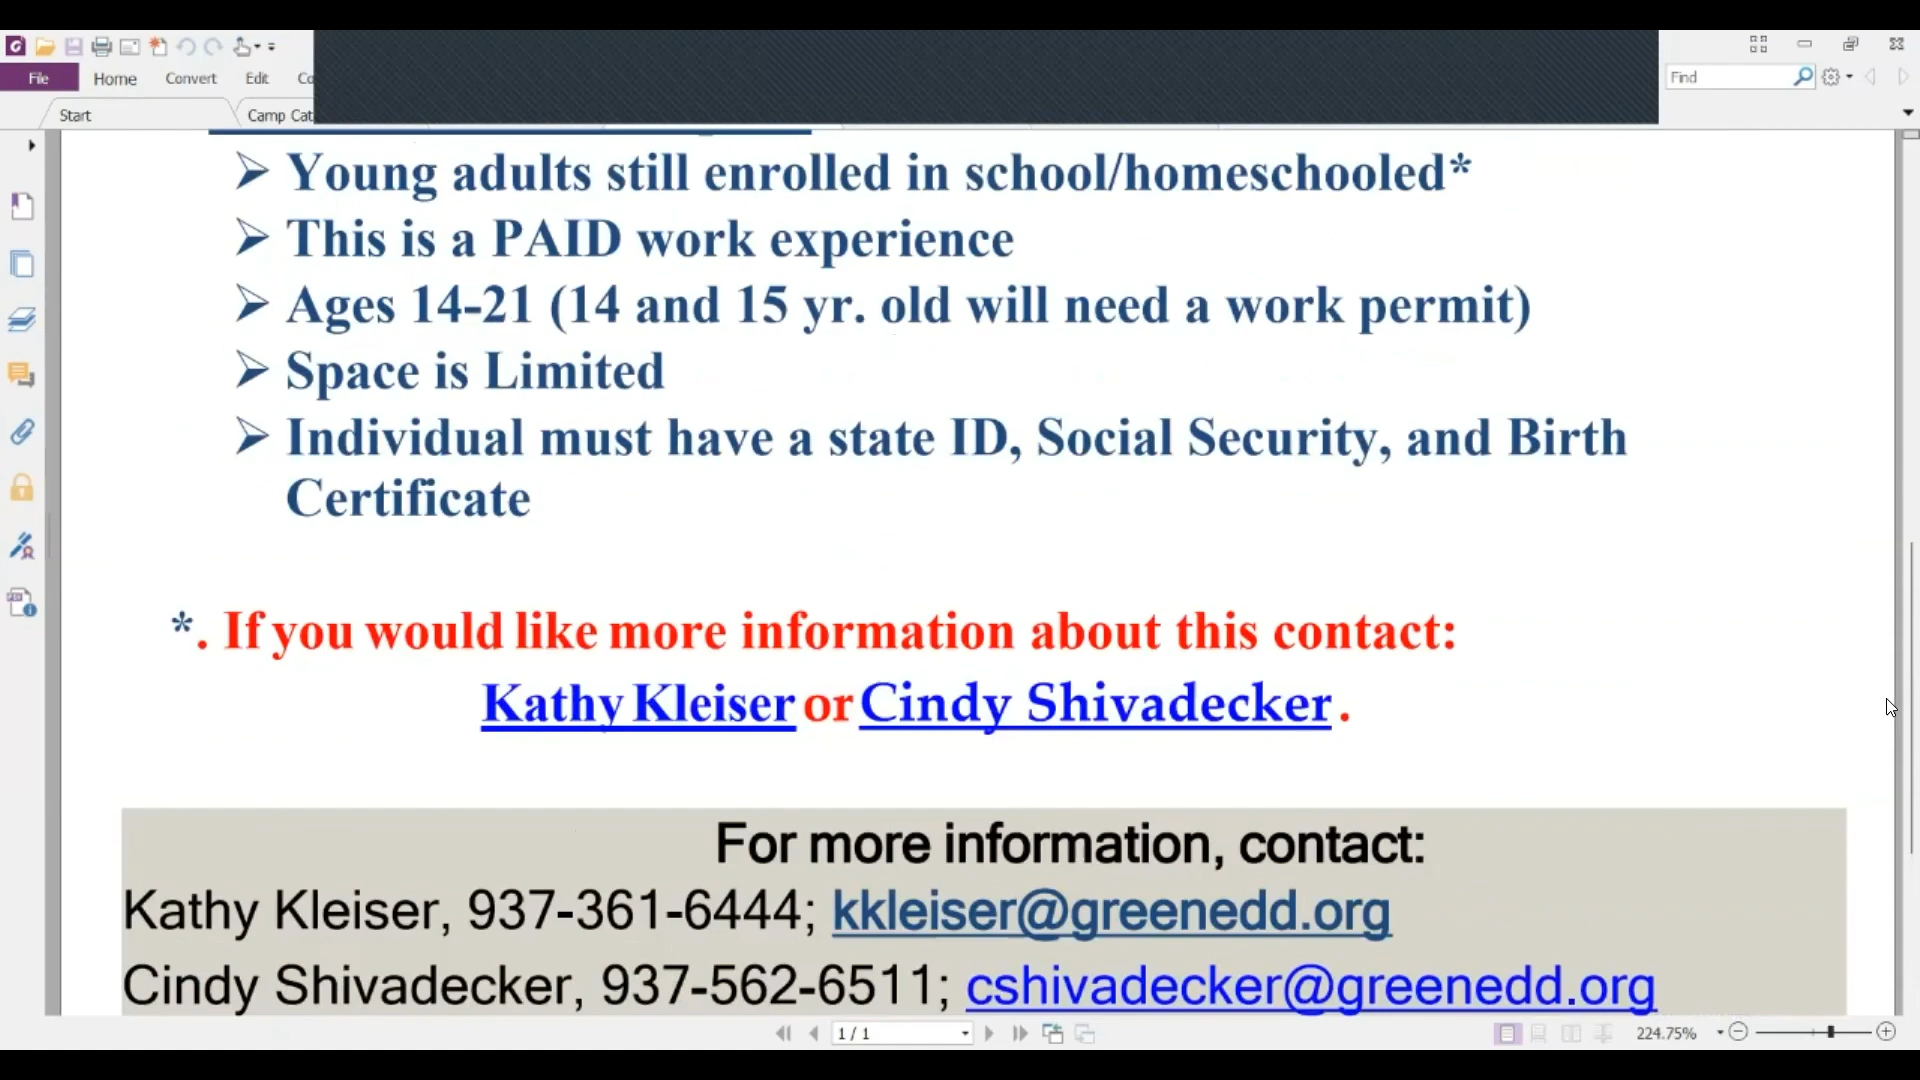 File Home Convert Edit Co
Find
Start Camp Cat
➢ Young adults still enrolled in school/homeschooled*
➢ This is a PAID work experience
➢ Ages 14-21 (14 and 15 yr. old will need a work permit)
➢ Space is Limited
➢ Individual must have a state ID, Social Security, and Birth
Certificate
*. If you would like more information about this contact:
Kathy Kleiser or Cindy Shivadecker.
For more information, contact:
Kathy Kleiser, 937-361-6444; kkleiser@greenedd.org
Cindy Shivadecker, 937-562-6511; cshivadecker@greenedd.org
1 / 1
224.75%